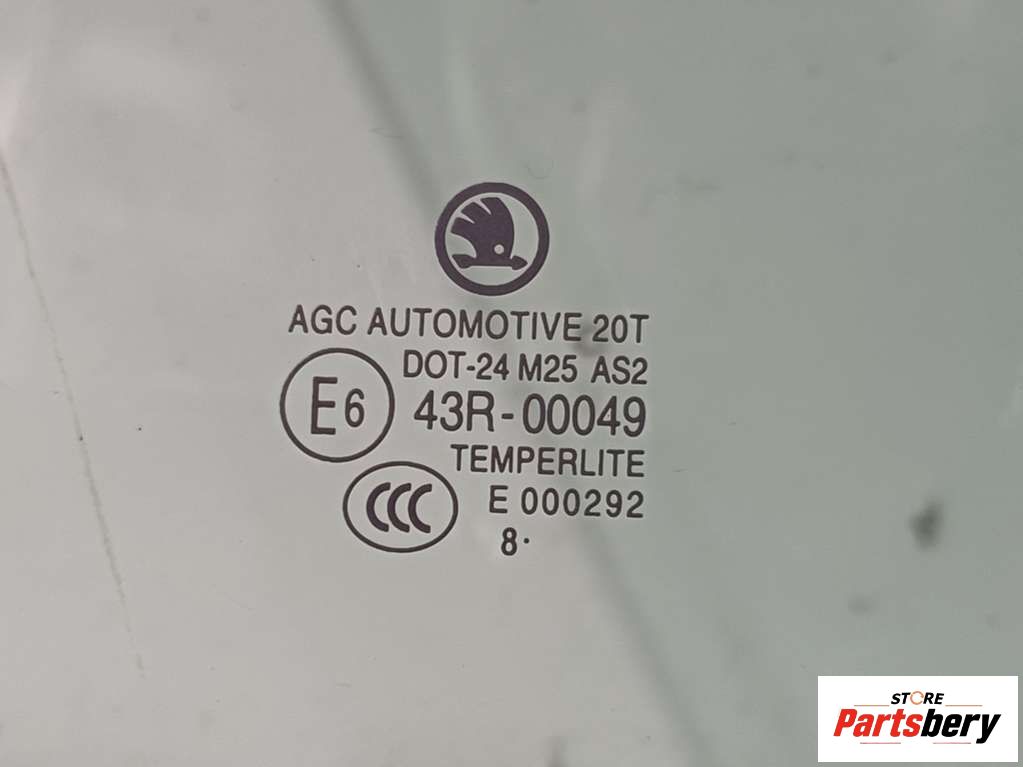 AGC AUTOMOTIVE 20T
DOT-24 M25 AS2
E6 43R-00049
TEMPERLITE
CCC E 000292
8·
STORE
Partsbery